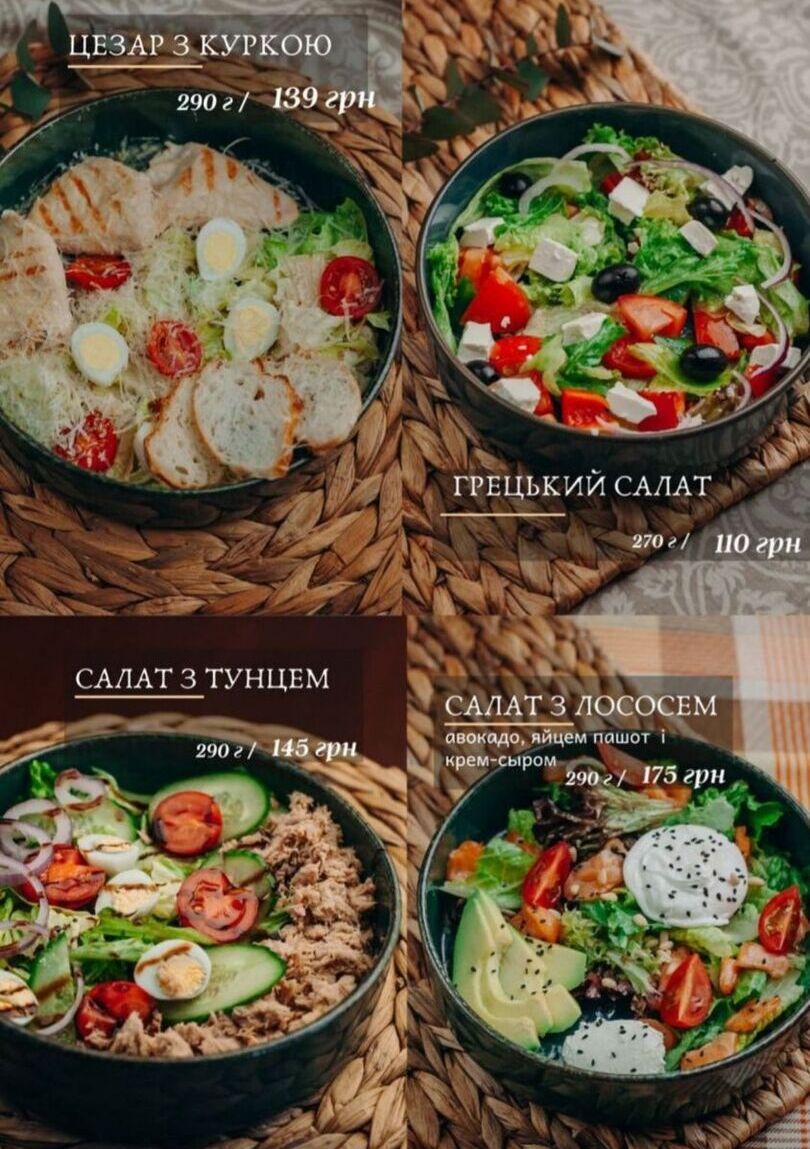 ЦЕЗАР З КУРКОЮ
290 г / 139 грн
ГРЕЦЬКИЙ САЛАТ
270 г / 110 грн
САЛАТ З ТУНЦЕМ
290 г / 145 грн
САЛАТ З ЛОСОСЕМ
авокадо, яйцем пашот і
крем-сыром
290 г / 175 грн